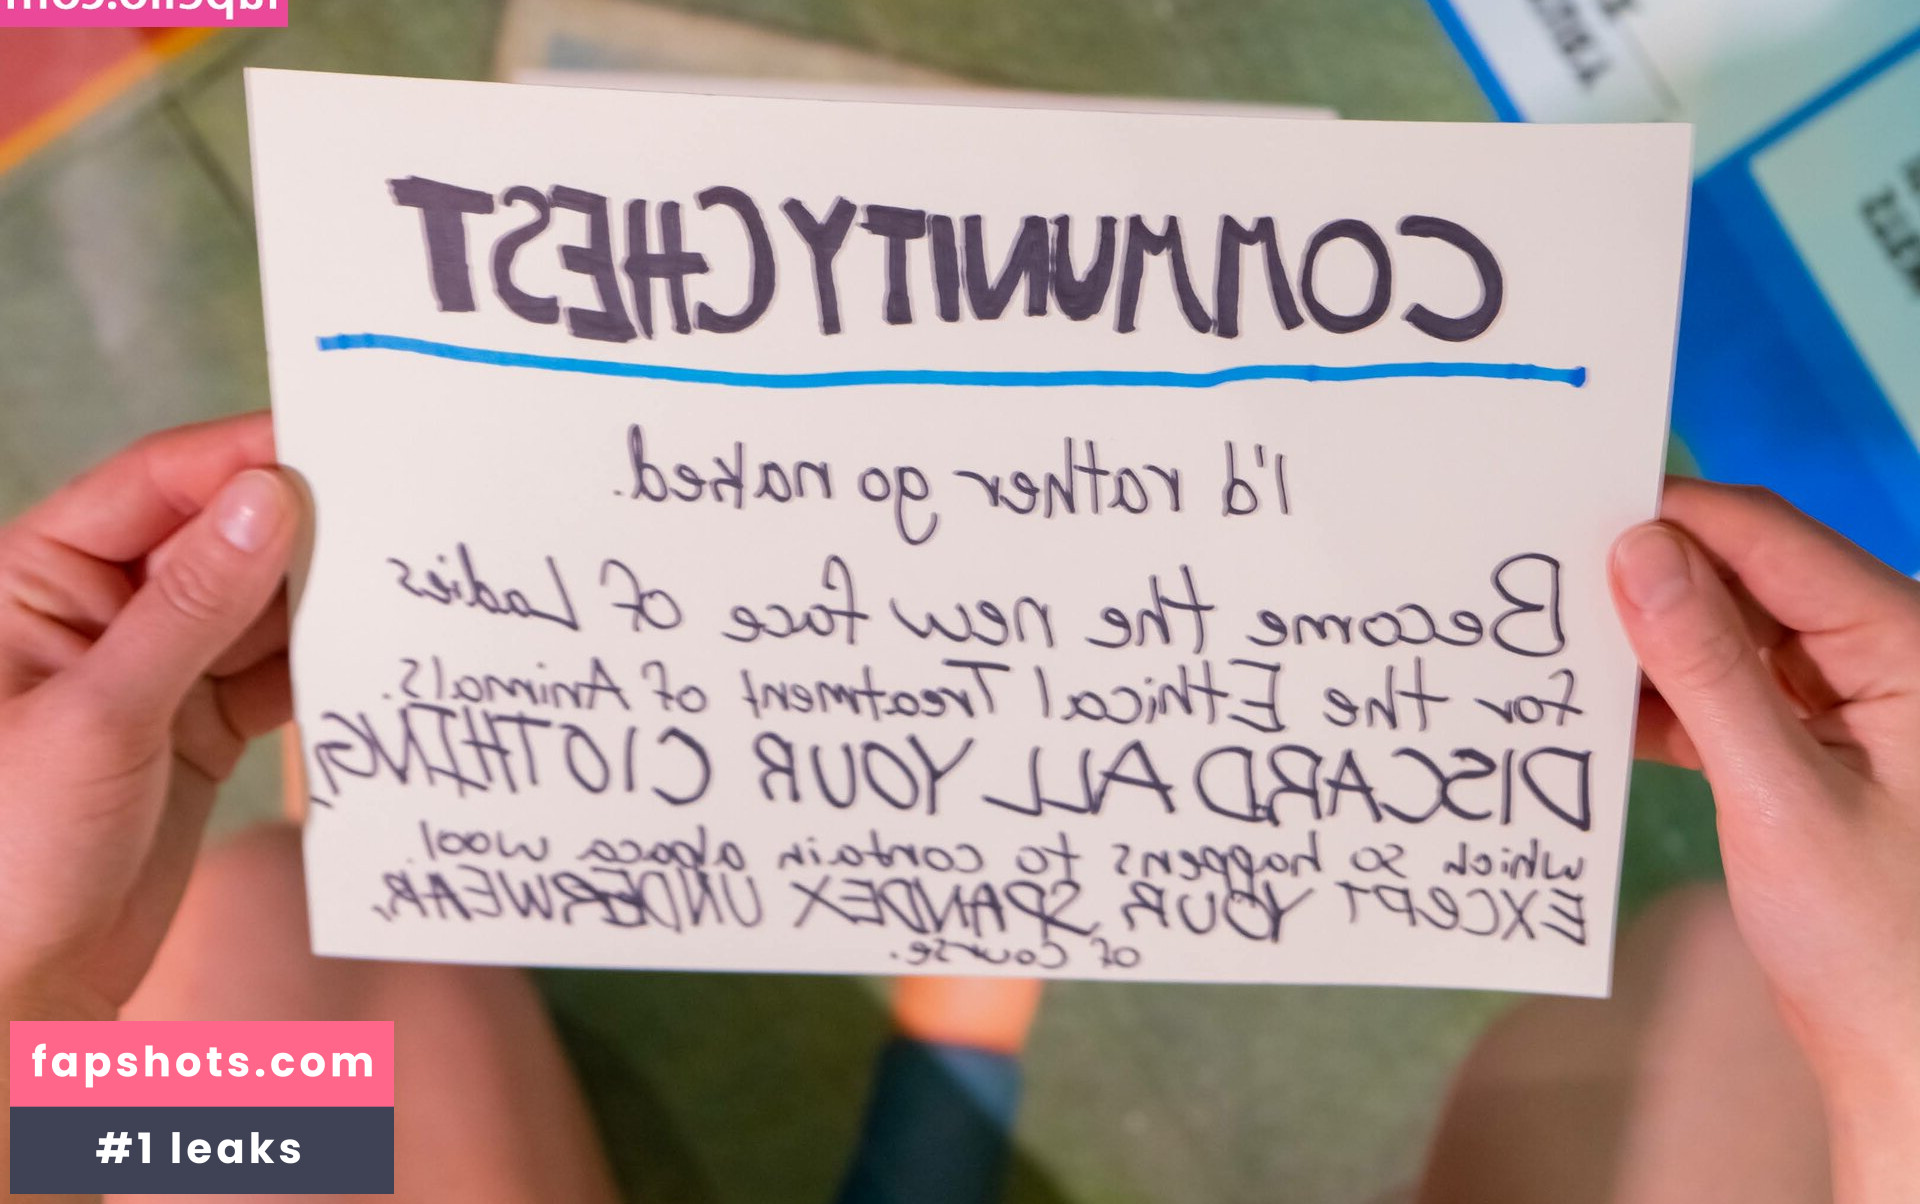 COMMUNITY CHEST
I'd rather go naked.
Become the new face of Ladies
for the Ethical Treatment of Animals.
DISCARD ALL YOUR ClOTHING,
which so happens to contain alpaca wool.
EXCePT YOUR SPANDEX UNDERWEAR,
of course.
fapshots.com
#1 leaks